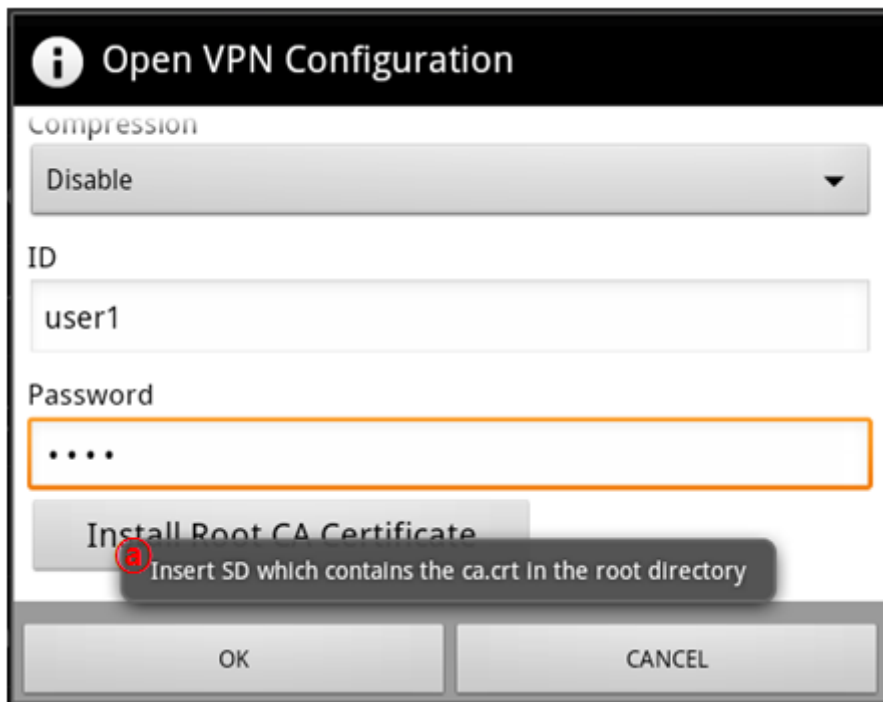 Open VPN Configuration
Compression
Disable
ID
user1
Password
••••
Install Root CA Certificate
a
Insert SD which contains the ca.crt in the root directory
OK
CANCEL